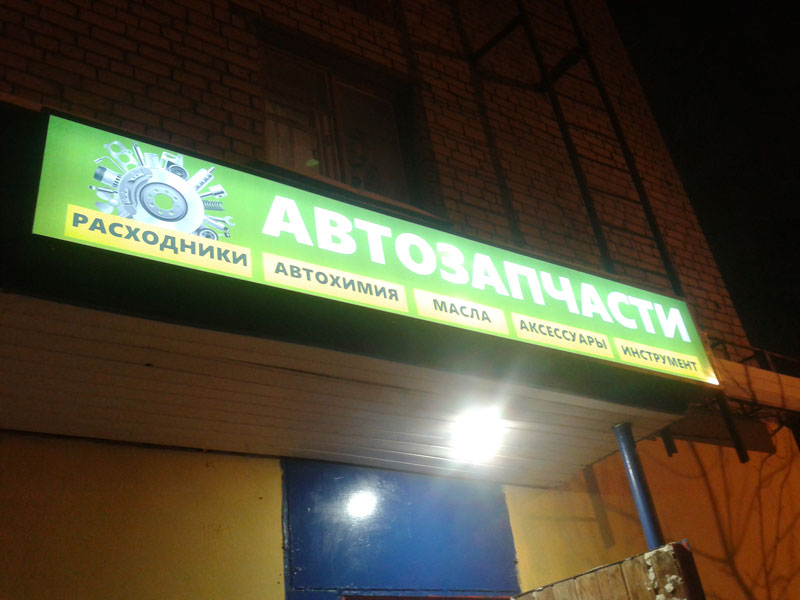 АВТОЗАПЧАСТИ
РАСХОДНИКИ АВТОХИМИЯ МАСЛА АКСЕССУАРЫ ИНСТРУМЕНТ